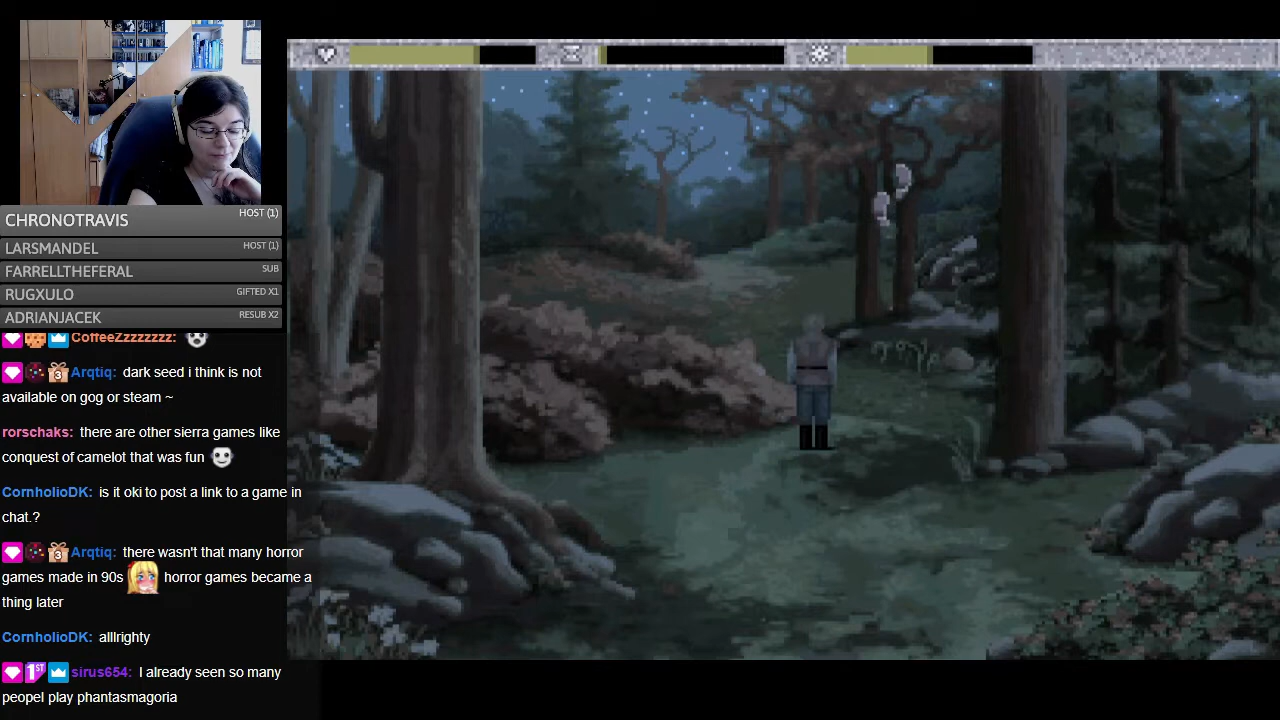 CHRONOTRAVIS HOST (1)
LARSMANDEL HOST (1)
FARRELLTHEFERAL SUB
RUGXULO GIFTED X1
ADRIANJACEK RESUB X2
CoffeeZzzzzzzz:
3 Arqtiq: dark seed i think is not
available on gog or steam ~
rorschaks: there are other sierra games like
conquest of camelot that was fun
CornholioDK: is it oki to post a link to a game in
chat.?
3 Arqtiq: there wasn't that many horror
games made in 90s horror games became a
thing later
CornholioDK: alllrighty
1ST sirus654: I already seen so many
peopel play phantasmagoria